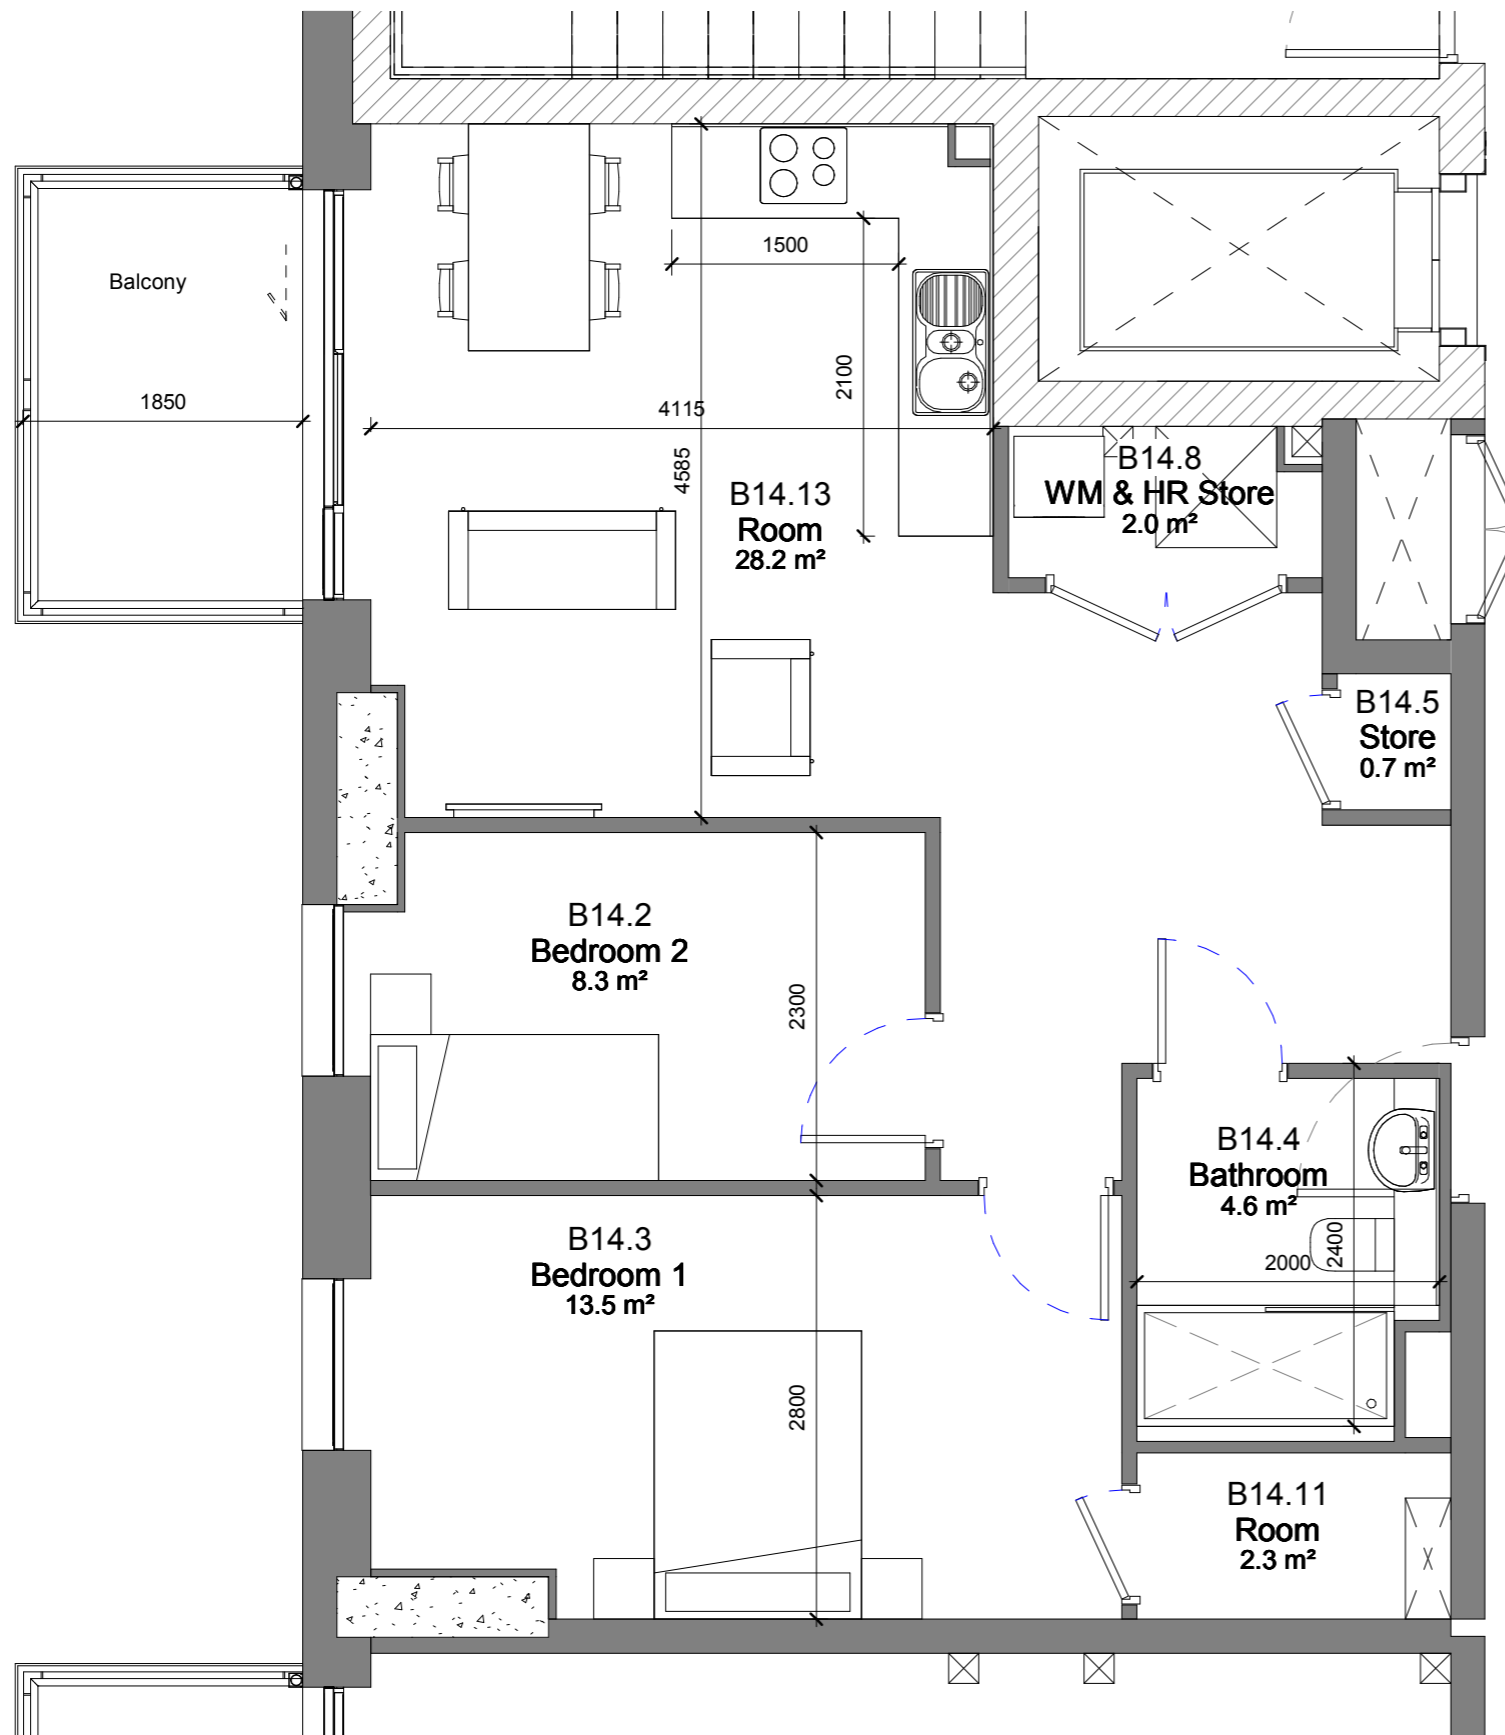 1500
Balcony
2100
1850
4115
4585
B14.8
WM & HR Store
2.0 m²
B14.13
Room
28.2 m²
B14.5
Store
0.7 m²
B14.2
Bedroom 2
8.3 m²
2300
B14.4
Bathroom
4.6 m²
2400
2000
B14.3
Bedroom 1
13.5 m²
2800
B14.11
Room
2.3 m²